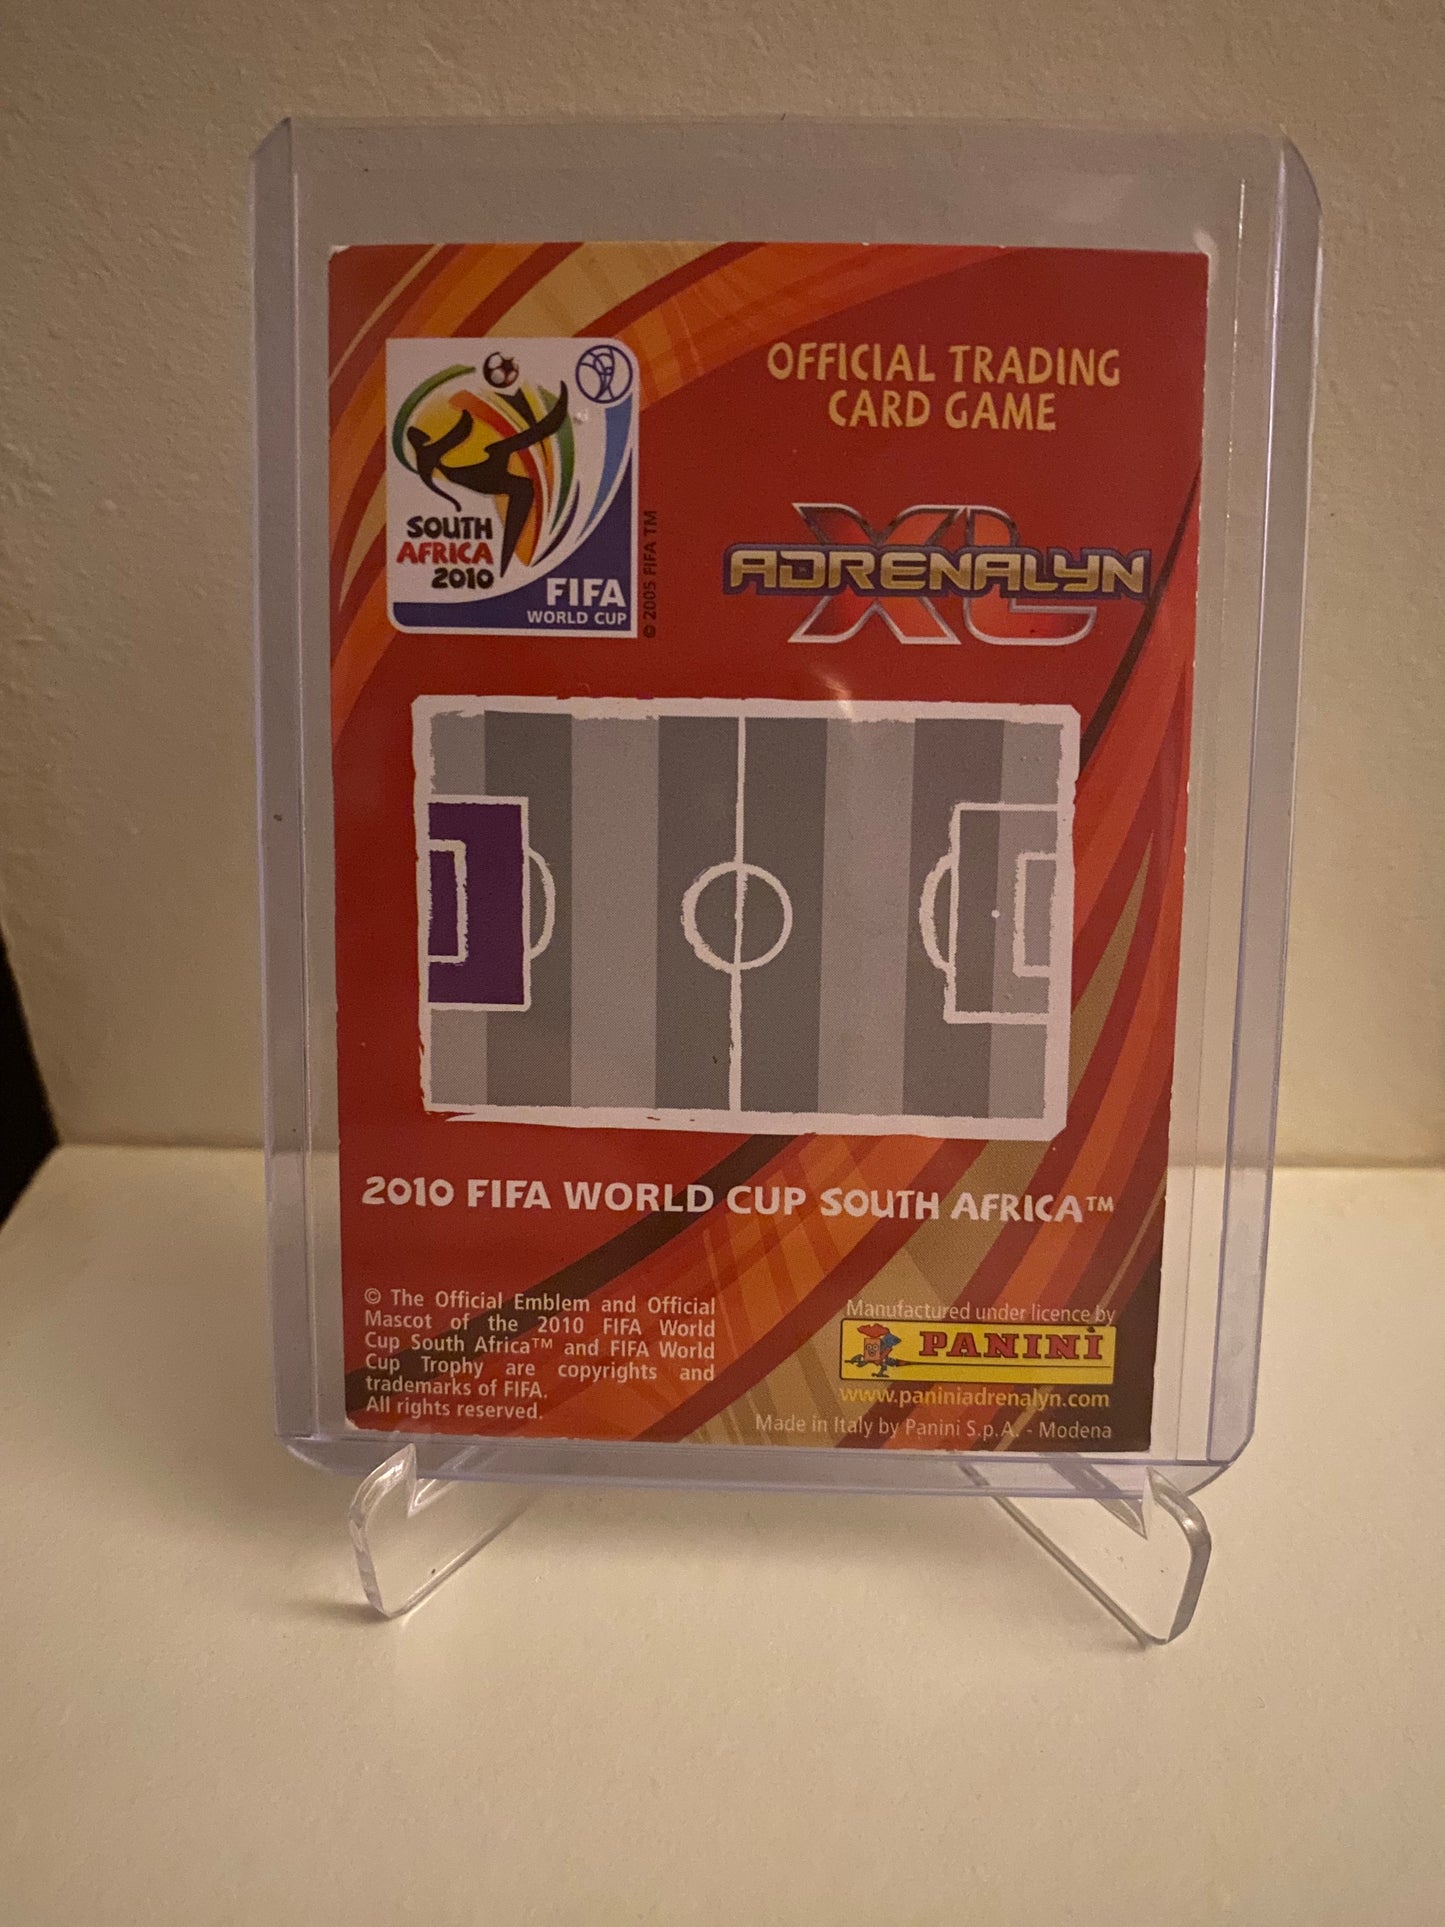 SOUTH
AFRICA
2010
FIFA
WORLD CUP
© 2005 FIFA TM
OFFICIAL TRADING
CARD GAME
ADRENALYN
XL
2010 FIFA WORLD CUP SOUTH AFRICA™
© The Official Emblem and Official
Mascot of the 2010 FIFA World
Cup South Africa™ and FIFA World
Cup Trophy are copyrights and
trademarks of FIFA.
All rights reserved.
Manufactured under licence by
PANINI
www.paniniadrenalyn.com
Made in Italy by Panini S.p.A. - Modena